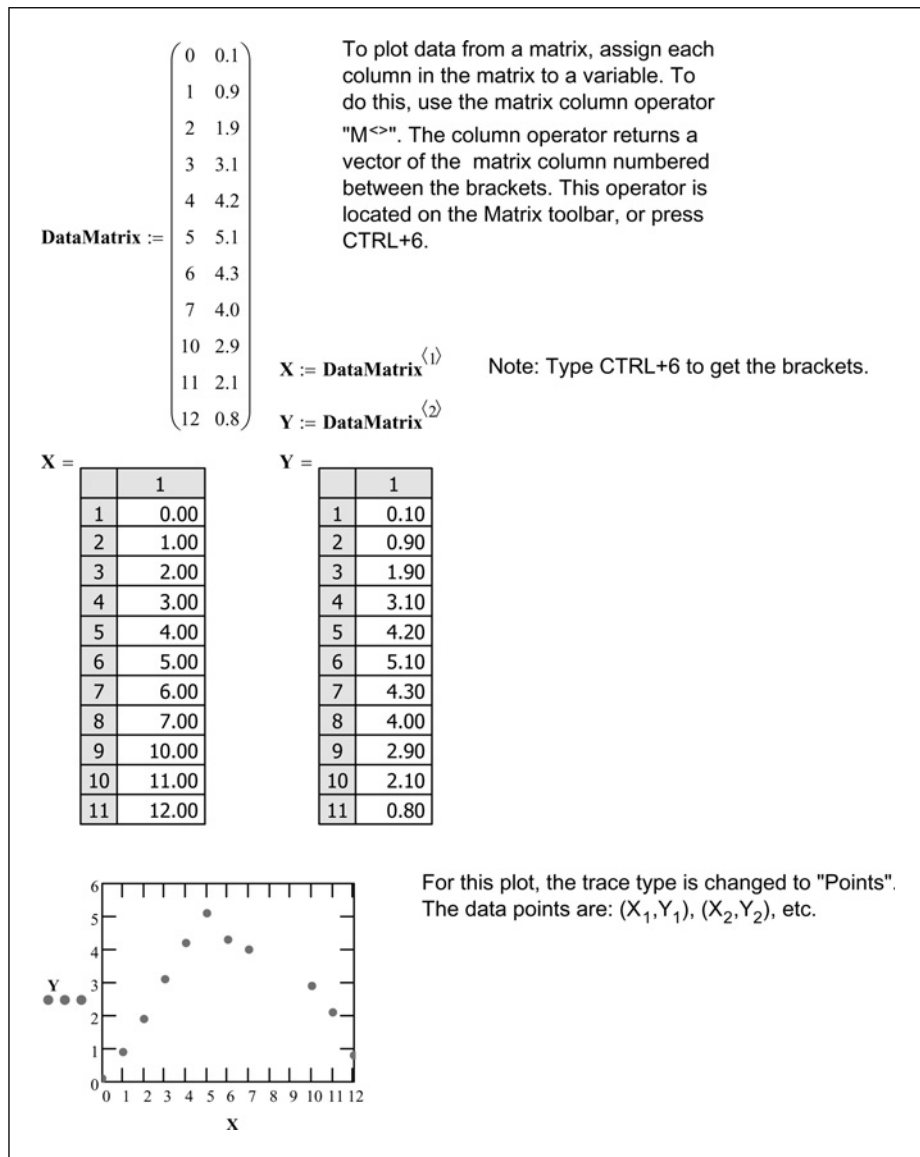 DataMatrix :=
0 0.1
1 0.9
2 1.9
3 3.1
4 4.2
5 5.1
6 4.3
7 4.0
10 2.9
11 2.1
12 0.8
To plot data from a matrix, assign each
column in the matrix to a variable. To
do this, use the matrix column operator
"M<>". The column operator returns a
vector of the matrix column numbered
between the brackets. This operator is
located on the Matrix toolbar, or press
CTRL+6.
X := DataMatrix⟨1⟩
Note: Type CTRL+6 to get the brackets.
Y := DataMatrix⟨2⟩
X =
1
1 0.00
2 1.00
3 2.00
4 3.00
5 4.00
6 5.00
7 6.00
8 7.00
9 10.00
10 11.00
11 12.00
Y =
1
1 0.10
2 0.90
3 1.90
4 3.10
5 4.20
6 5.10
7 4.30
8 4.00
9 2.90
10 2.10
11 0.80
For this plot, the trace type is changed to "Points".
The data points are: (X1,Y1), (X2,Y2), etc.
6
5
4
3
2
1
0
Y
0 1 2 3 4 5 6 7 8 9 10 11 12
X